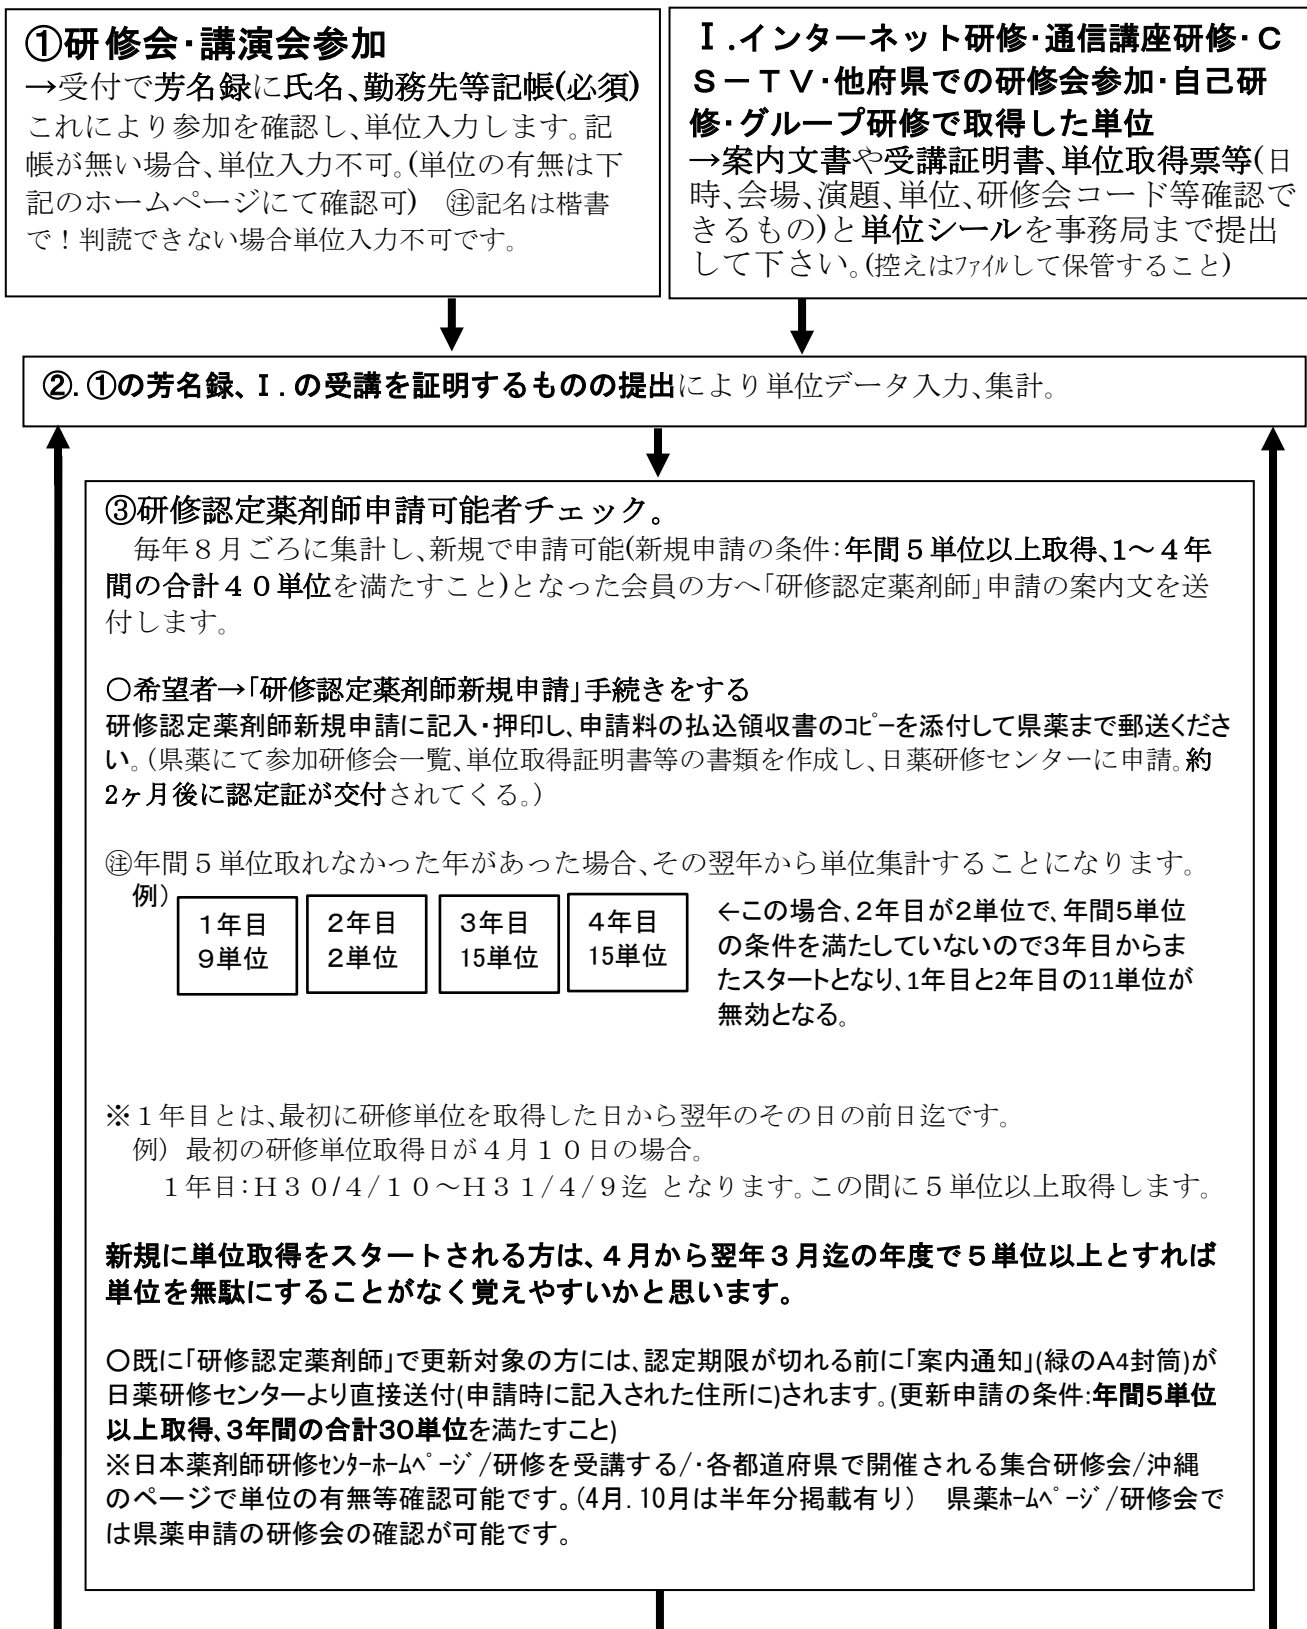 ①研修会･講演会参加
→受付で芳名録に氏名､勤務先等記帳(必須)
これにより参加を確認し､単位入力します｡記
帳が無い場合､単位入力不可｡(単位の有無は下
記のホームページにて確認可)　㊟記名は楷書
で！判読できない場合単位入力不可です｡
Ⅰ.インターネット研修･通信講座研修･Ｃ
Ｓ－ＴＶ･他府県での研修会参加･自己研
修･グループ研修で取得した単位
→案内文書や受講証明書､単位取得票等(日
時､会場､演題､単位､研修会コード等確認で
きるもの)と単位シールを事務局まで提出
して下さい｡(控えはﾌｧｲﾙして保管すること)
②.①の芳名録､Ⅰ.の受講を証明するものの提出により単位データ入力､集計｡
③研修認定薬剤師申請可能者チェック。
毎年８月ごろに集計し､新規で申請可能(新規申請の条件:年間５単位以上取得､1～４年
間の合計４０単位を満たすこと)となった会員の方へ｢研修認定薬剤師｣申請の案内文を送
付します｡
○希望者→｢研修認定薬剤師新規申請｣手続きをする
研修認定薬剤師新規申請に記入・押印し､申請料の払込領収書のｺﾋﾟｰを添付して県薬まで郵送くださ
い｡(県薬にて参加研修会一覧､単位取得証明書等の書類を作成し､日薬研修センターに申請｡約
2ヶ月後に認定証が交付されてくる｡)
㊟年間５単位取れなかった年があった場合､その翌年から単位集計することになります｡
例）
1年目
9単位
2年目
2単位
3年目
15単位
4年目
15単位
←この場合､2年目が2単位で､年間5単位
の条件を満たしていないので3年目からま
たスタートとなり､1年目と2年目の11単位が
無効となる｡
※１年目とは､最初に研修単位を取得した日から翌年のその日の前日迄です｡
例）最初の研修単位取得日が４月１０日の場合｡
１年目:Ｈ３０/４/１０～Ｈ３１/４/９迄 となります｡この間に５単位以上取得します｡
新規に単位取得をスタートされる方は､４月から翌年３月迄の年度で５単位以上とすれば
単位を無駄にすることがなく覚えやすいかと思います。
○既に｢研修認定薬剤師｣で更新対象の方には､認定期限が切れる前に｢案内通知｣(緑のA4封筒)が
日薬研修センターより直接送付(申請時に記入された住所に)されます｡(更新申請の条件:年間5単位
以上取得､3年間の合計30単位を満たすこと)
※日本薬剤師研修ｾﾝﾀｰﾎｰﾑﾍﾟｰｼﾞ/研修を受講する/･各都道府県で開催される集合研修会/沖縄
のページで単位の有無等確認可能です｡(4月.10月は半年分掲載有り)　県薬ﾎｰﾑﾍﾟｰｼﾞ/研修会で
は県薬申請の研修会の確認が可能です｡